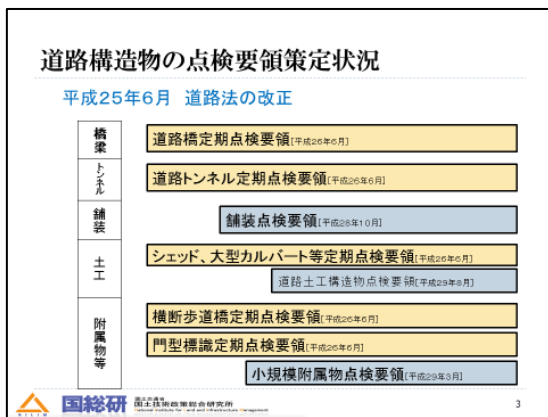 道路構造物の点検要領策定状況
平成25年6月 道路法の改正
橋梁
道路橋定期点検要領[平成26年6月]
トンネル
道路トンネル定期点検要領[平成26年6月]
舗装
舗装点検要領[平成28年10月]
土工
シェッド、大型カルバート等定期点検要領[平成26年6月]
道路土工構造物点検要領[平成29年8月]
附属物等
横断歩道橋定期点検要領[平成26年6月]
門型標識定期点検要領[平成26年6月]
小規模附属物点検要領[平成29年3月]
NILIM
国総研
国土交通省
国土技術政策総合研究所
National Institute for Land and Infrastructure Management
3